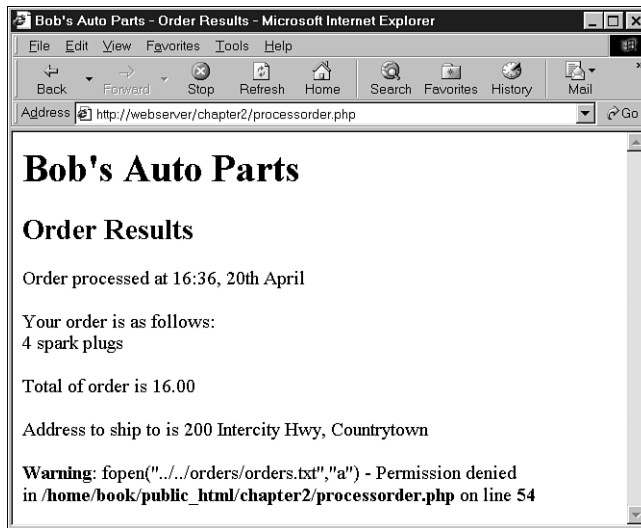 Bob's Auto Parts - Order Results - Microsoft Internet Explorer
File Edit View Favorites Tools Help
Back Forward Stop Refresh Home Search Favorites History Mail »
Address http://webserver/chapter2/processorder.php Go
Bob's Auto Parts
Order Results
Order processed at 16:36, 20th April
Your order is as follows:
4 spark plugs
Total of order is 16.00
Address to ship to is 200 Intercity Hwy, Countrytown
Warning: fopen("../../orders/orders.txt","a") - Permission denied
in /home/book/public_html/chapter2/processorder.php on line 54